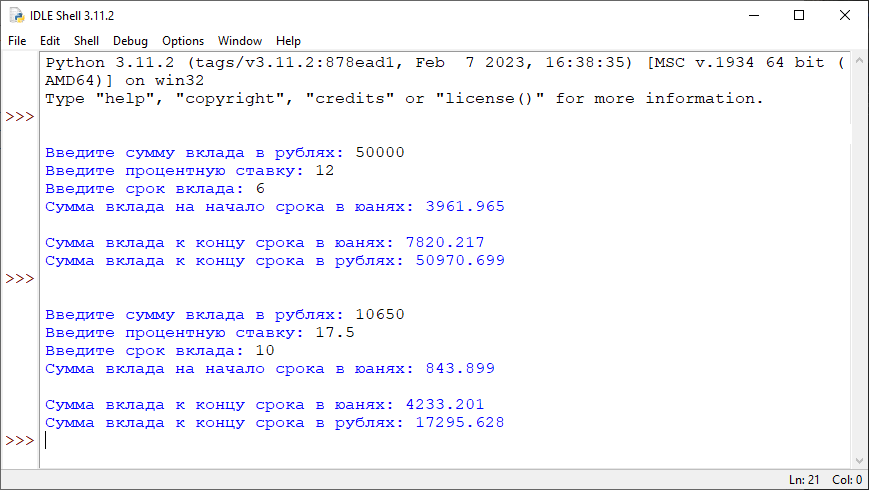 IDLE Shell 3.11.2
File Edit Shell Debug Options Window Help
Python 3.11.2 (tags/v3.11.2:878ead1, Feb  7 2023, 16:38:35) [MSC v.1934 64 bit (
AMD64)] on win32
Type "help", "copyright", "credits" or "license()" for more information.
>>>
Введите сумму вклада в рублях: 50000
Введите процентную ставку: 12
Введите срок вклада: 6
Сумма вклада на начало срока в юанях: 3961.965
Сумма вклада к концу срока в юанях: 7820.217
Сумма вклада к концу срока в рублях: 50970.699
>>>
Введите сумму вклада в рублях: 10650
Введите процентную ставку: 17.5
Введите срок вклада: 10
Сумма вклада на начало срока в юанях: 843.899
Сумма вклада к концу срока в юанях: 4233.201
Сумма вклада к концу срока в рублях: 17295.628
>>>
Ln: 21 Col: 0